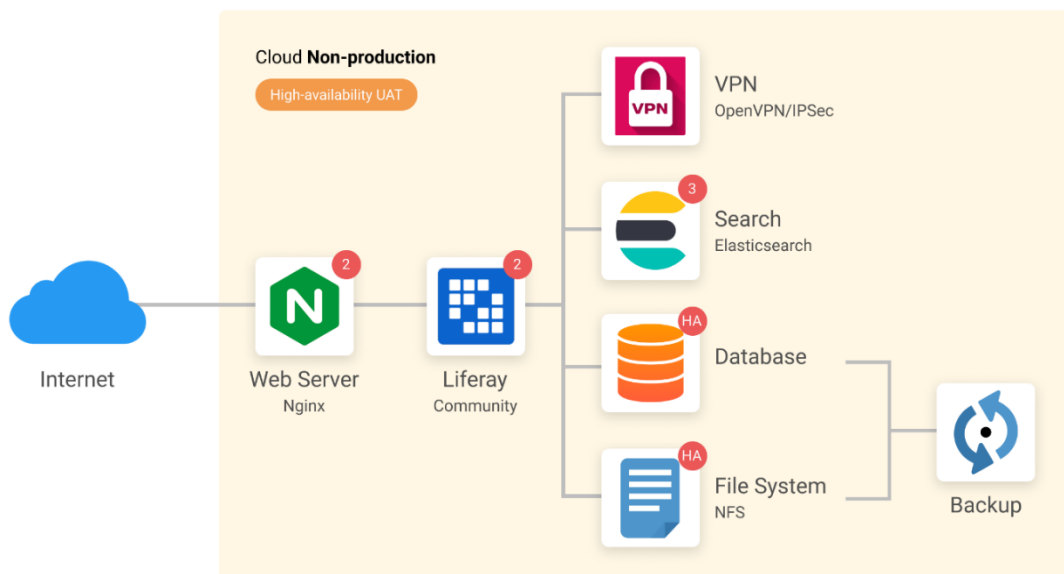 Cloud Non-production
High-availability UAT
VPN
VPN
OpenVPN/IPSec
3
Search
Elasticsearch
2
N
2
Internet
Web Server
Nginx
Liferay
Community
HA
Database
HA
File System
NFS
Backup